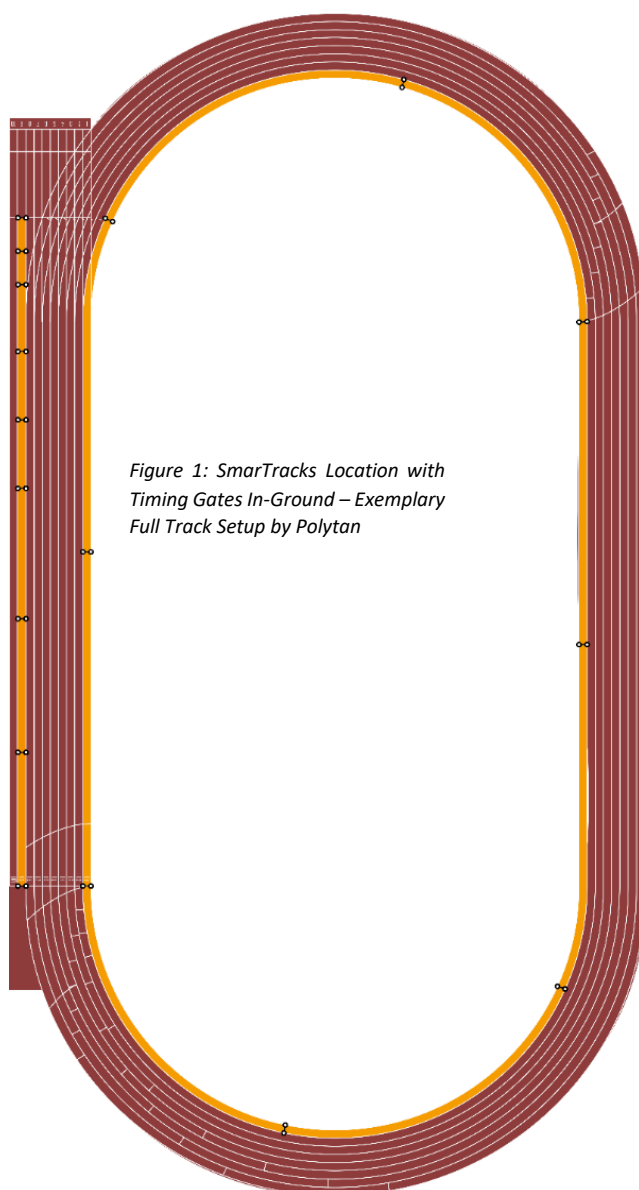 Figure 1: SmarTracks Location with
Timing Gates In-Ground – Exemplary
Full Track Setup by Polytan